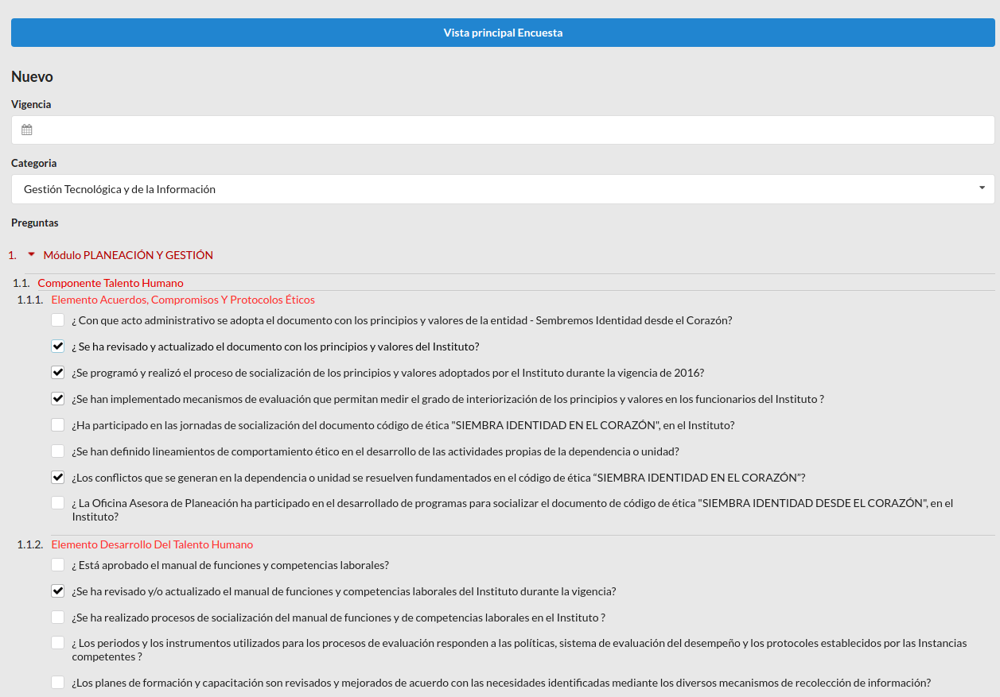 Vista principal Encuesta
Nuevo
Vigencia
Categoria
Gestión Tecnológica y de la Información
Preguntas
1. Módulo PLANEACIÓN Y GESTIÓN
1.1. Componente Talento Humano
1.1.1. Elemento Acuerdos, Compromisos Y Protocolos Éticos
¿ Con que acto administrativo se adopta el documento con los principios y valores de la entidad - Sembremos Identidad desde el Corazón?
¿ Se ha revisado y actualizado el documento con los principios y valores del Instituto?
¿Se programó y realizó el proceso de socialización de los principios y valores adoptados por el Instituto durante la vigencia de 2016?
¿Se han implementado mecanismos de evaluación que permitan medir el grado de interiorización de los principios y valores en los funcionarios del Instituto ?
¿Ha participado en las jornadas de socialización del documento código de ética "SIEMBRA IDENTIDAD EN EL CORAZÓN", en el Instituto?
¿Se han definido lineamientos de comportamiento ético en el desarrollo de las actividades propias de la dependencia o unidad?
¿Los conflictos que se generan en la dependencia o unidad se resuelven fundamentados en el código de ética “SIEMBRA IDENTIDAD EN EL CORAZÓN”?
¿ La Oficina Asesora de Planeación ha participado en el desarrollado de programas para socializar el documento de código de ética "SIEMBRA IDENTIDAD DESDE EL CORAZÓN", en el
Instituto?
1.1.2. Elemento Desarrollo Del Talento Humano
¿ Está aprobado el manual de funciones y competencias laborales?
¿Se ha revisado y/o actualizado el manual de funciones y competencias laborales del Instituto durante la vigencia?
¿Se ha realizado procesos de socialización del manual de funciones y de competencias laborales en el Instituto ?
¿ Los periodos y los instrumentos utilizados para los procesos de evaluación responden a las políticas, sistema de evaluación del desempeño y los protocoles establecidos por las Instancias
competentes ?
¿Los planes de formación y capacitación son revisados y mejorados de acuerdo con las necesidades identificadas mediante los diversos mecanismos de recolección de información?